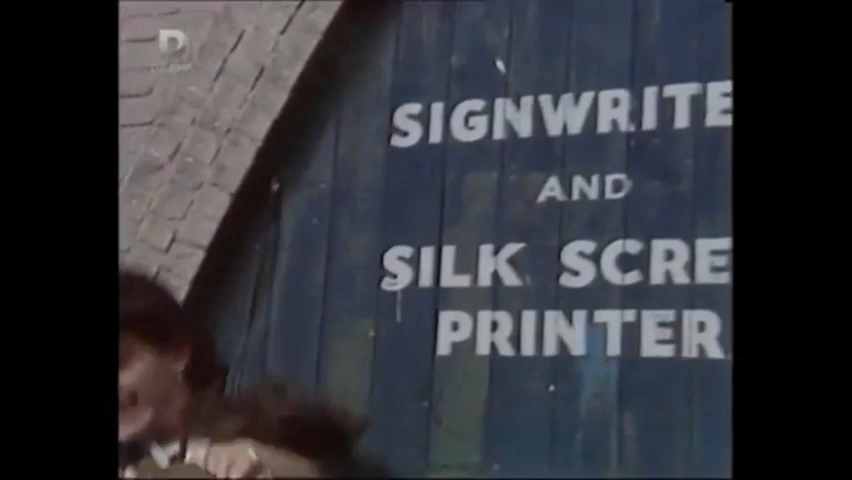 D
SIGNWRITE
AND
SILK SCRE
PRINTER